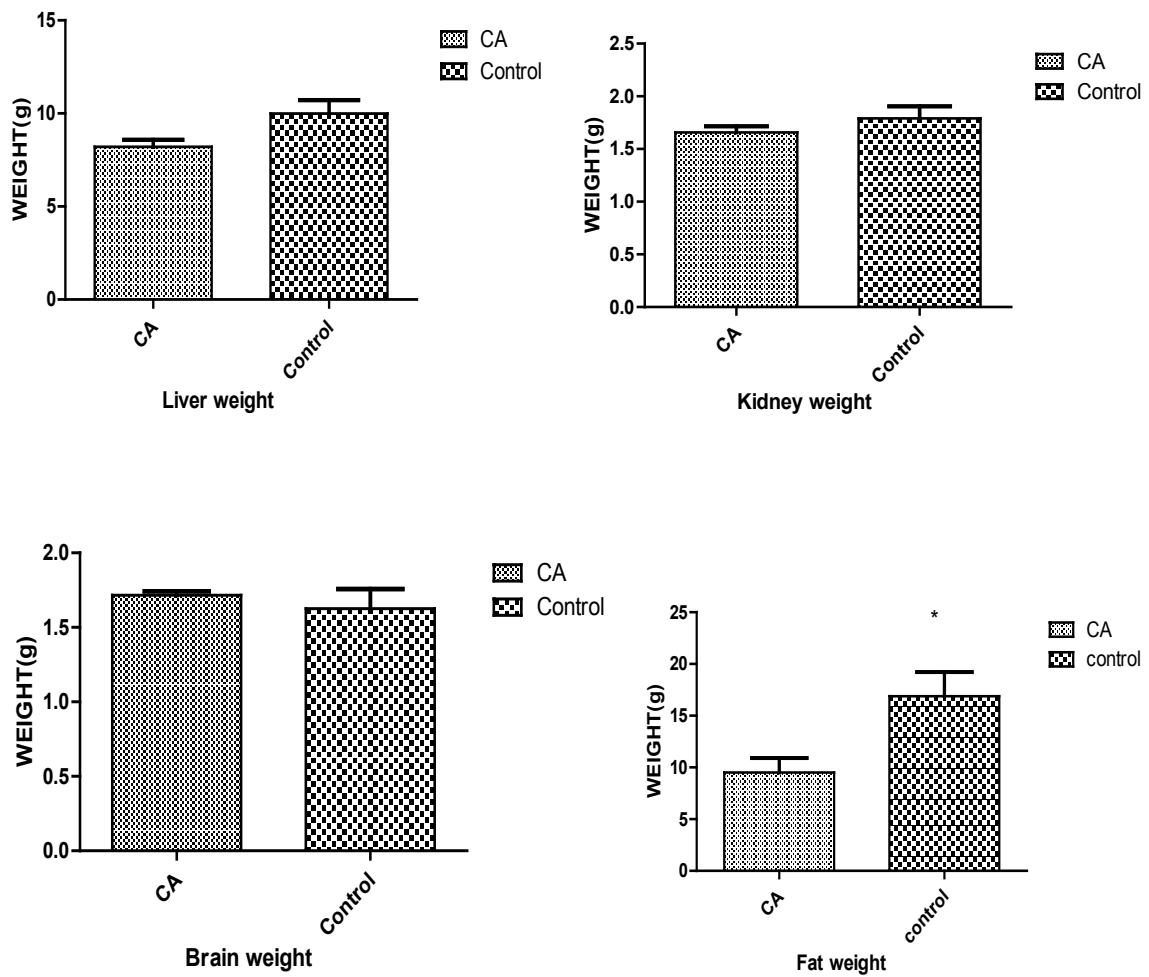 15
10
5
0
WEIGHT(g)
CA
Control
CA
Control
Liver weight
2.5
2.0
1.5
1.0
0.5
0.0
WEIGHT(g)
CA
Control
CA
Control
Kidney weight
2.0
1.5
1.0
0.5
0.0
WEIGHT(g)
CA
Control
CA
Control
Brain weight
25
20
15
10
5
0
WEIGHT(g)
*
CA
control
CA
control
Fat weight